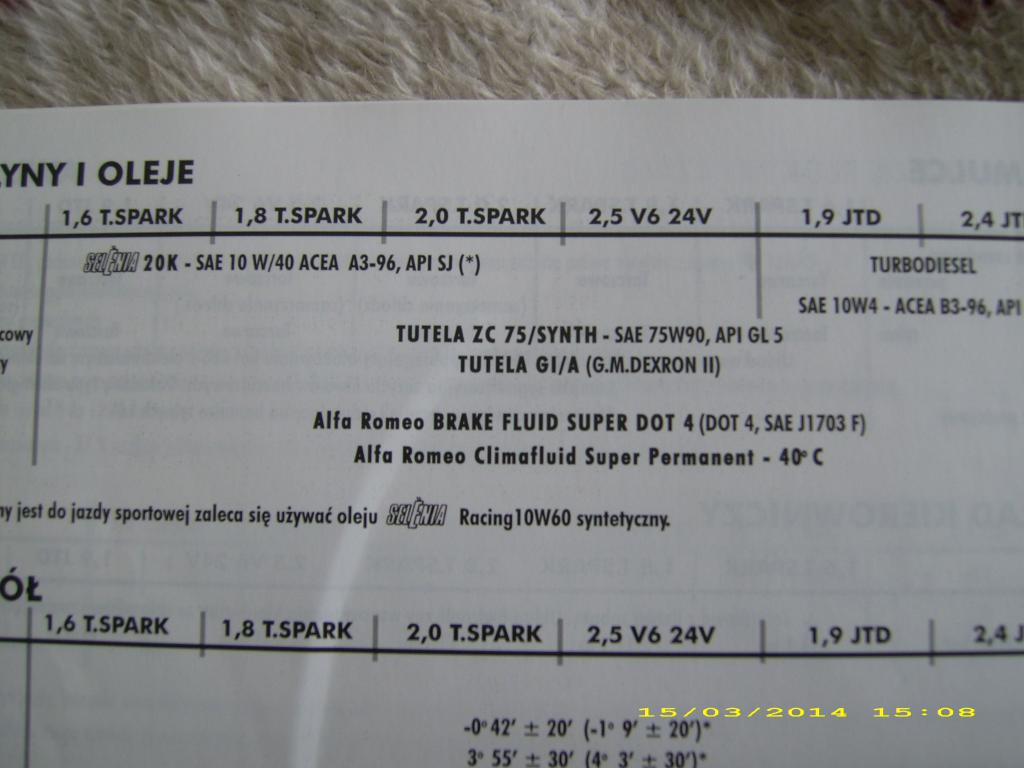 YNY I OLEJE
1,6 T.SPARK 1,8 T.SPARK 2,0 T.SPARK 2,5 V6 24V 1,9 JTD 2,4 JT
SELÈNIA 20K - SAE 10 W/40 ACEA A3-96, API SJ (*) TURBODIESEL
SAE 10W4 - ACEA B3-96, API
cowy TUTELA ZC 75/SYNTH - SAE 75W90, API GL 5
y TUTELA GI/A (G.M.DEXRON II)
Alfa Romeo BRAKE FLUID SUPER DOT 4 (DOT 4, SAE J1703 F)
Alfa Romeo Climafluid Super Permanent - 40° C
ny jest do jazdy sportowej zaleca się używać oleju SELÈNIA Racing10W60 syntetyczny.
ÓŁ
1,6 T.SPARK 1,8 T.SPARK 2,0 T.SPARK 2,5 V6 24V 1,9 JTD 2,4 J
15/03/2014 15:08
-0° 42' ± 20' (-1° 9' ± 20')*
3° 55' ± 30' (4° 3' ± 30')*